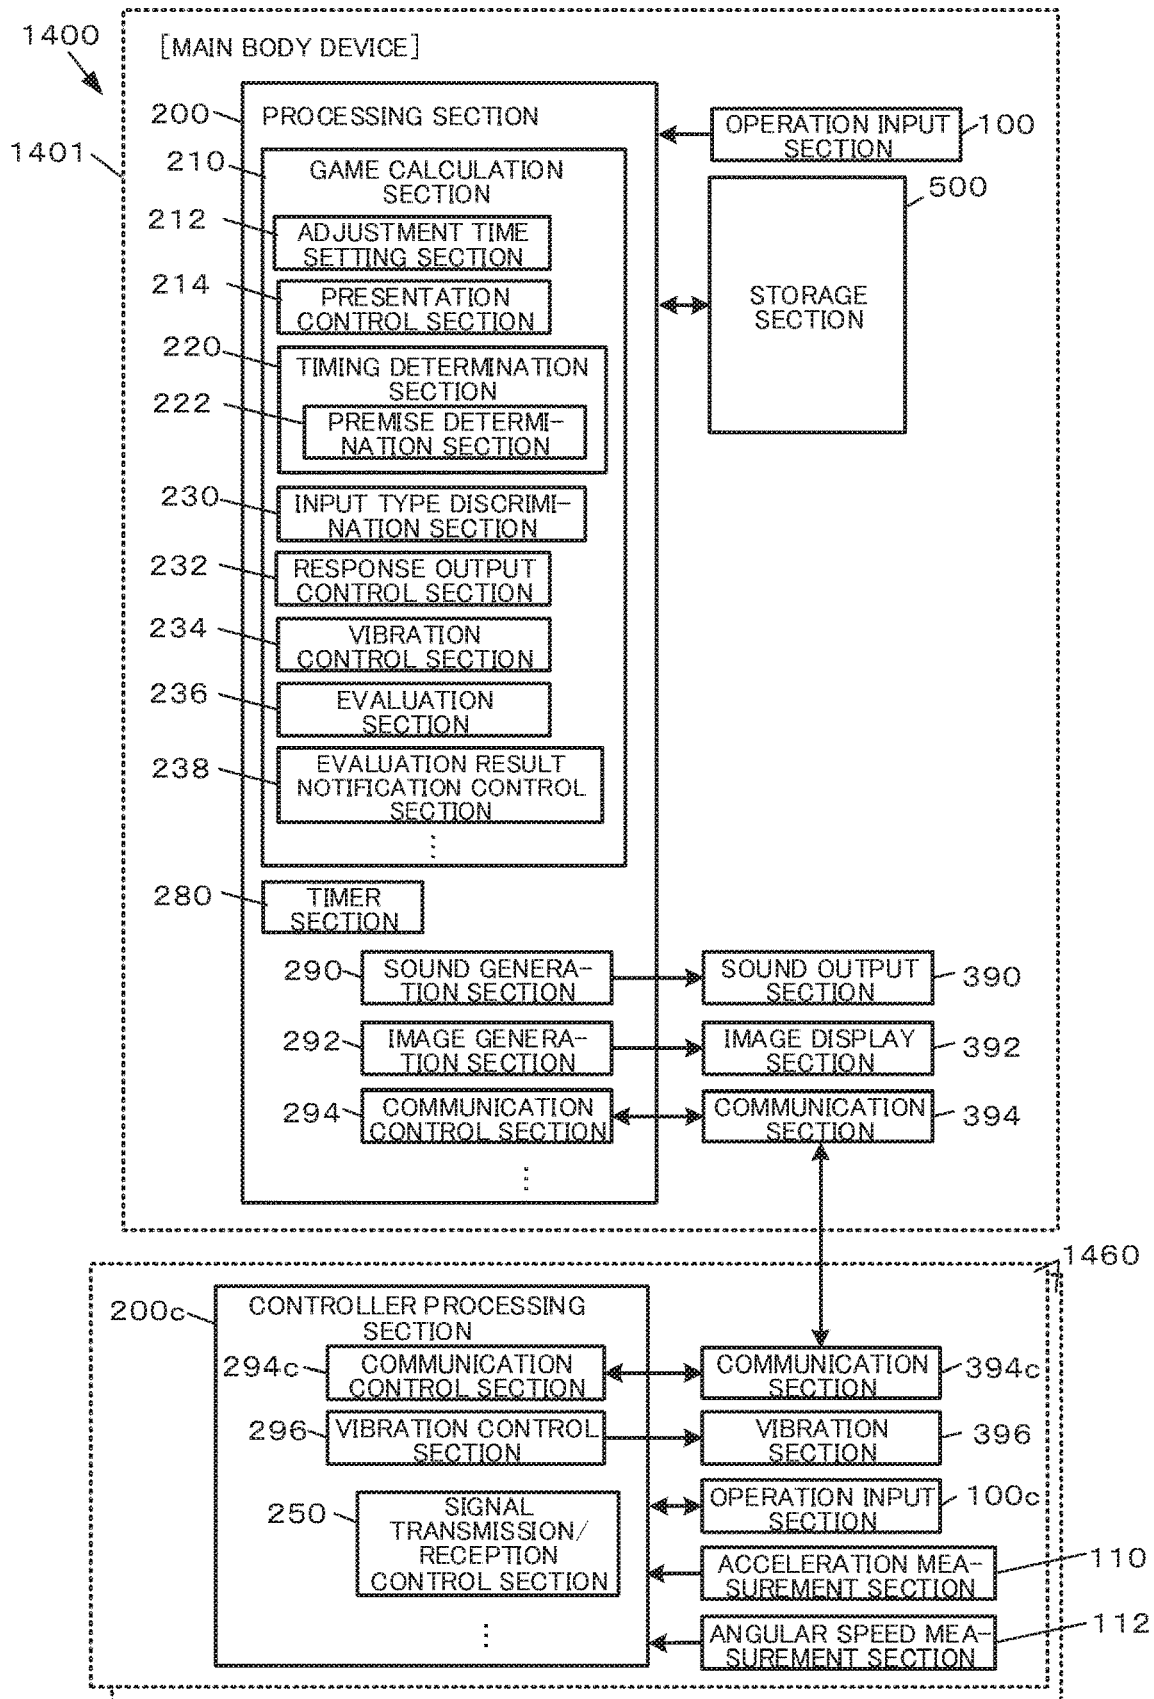 1400
[MAIN BODY DEVICE]
200
PROCESSING SECTION
OPERATION INPUT
SECTION
100
1401
210
GAME CALCULATION
SECTION
500
212
ADJUSTMENT TIME
SETTING SECTION
214
PRESENTATION
CONTROL SECTION
STORAGE
SECTION
220
TIMING DETERMINATION
SECTION
222
PREMISE DETERMI-
NATION SECTION
230
INPUT TYPE DISCRIMI-
NATION SECTION
232
RESPONSE OUTPUT
CONTROL SECTION
234
VIBRATION
CONTROL SECTION
236
EVALUATION
SECTION
238
EVALUATION RESULT
NOTIFICATION CONTROL
SECTION
⋮
280
TIMER
SECTION
290
SOUND GENERA-
TION SECTION
SOUND OUTPUT
SECTION
390
292
IMAGE GENERA-
TION SECTION
IMAGE DISPLAY
SECTION
392
294
COMMUNICATION
CONTROL SECTION
COMMUNICATION
SECTION
394
⋮
1460
200c
CONTROLLER PROCESSING
SECTION
294c
COMMUNICATION
CONTROL SECTION
COMMUNICATION
SECTION
394c
296
VIBRATION CONTROL
SECTION
VIBRATION
SECTION
396
250
SIGNAL
TRANSMISSION/
RECEPTION
CONTROL SECTION
OPERATION INPUT
SECTION
100c
ACCELERATION MEA-
SUREMENT SECTION
110
⋮
ANGULAR SPEED MEA-
SUREMENT SECTION
112